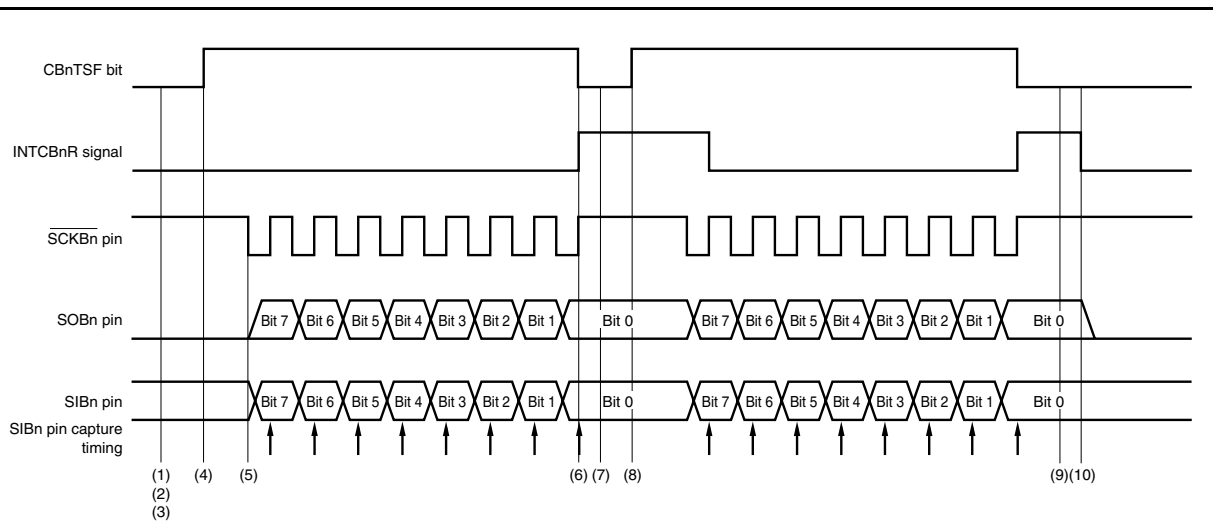 CBnTSF bit
INTCBnR signal
SCKBn pin
SOBn pin
Bit 7 Bit 6 Bit 5 Bit 4 Bit 3 Bit 2 Bit 1 Bit 0 Bit 7 Bit 6 Bit 5 Bit 4 Bit 3 Bit 2 Bit 1 Bit 0
SIBn pin
Bit 7 Bit 6 Bit 5 Bit 4 Bit 3 Bit 2 Bit 1 Bit 0 Bit 7 Bit 6 Bit 5 Bit 4 Bit 3 Bit 2 Bit 1 Bit 0
SIBn pin capture
timing
(1) (4) (5) (6) (7) (8) (9) (10)
(2)
(3)